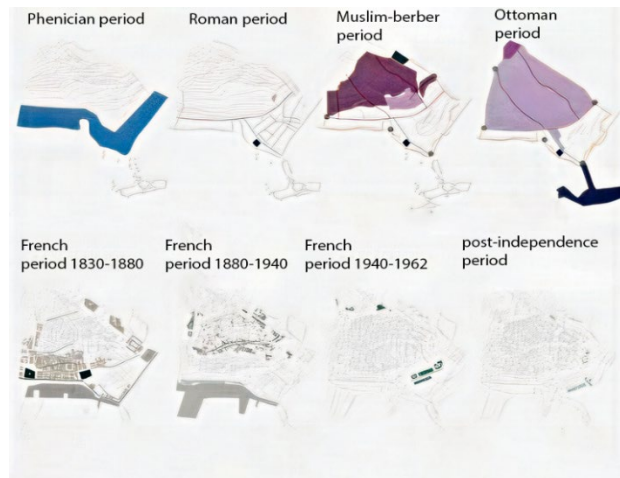 Phenician period
Roman period
Muslim-berber
period
Ottoman
period
French
period 1830-1880
French
period 1880-1940
French
period 1940-1962
post-independence
period